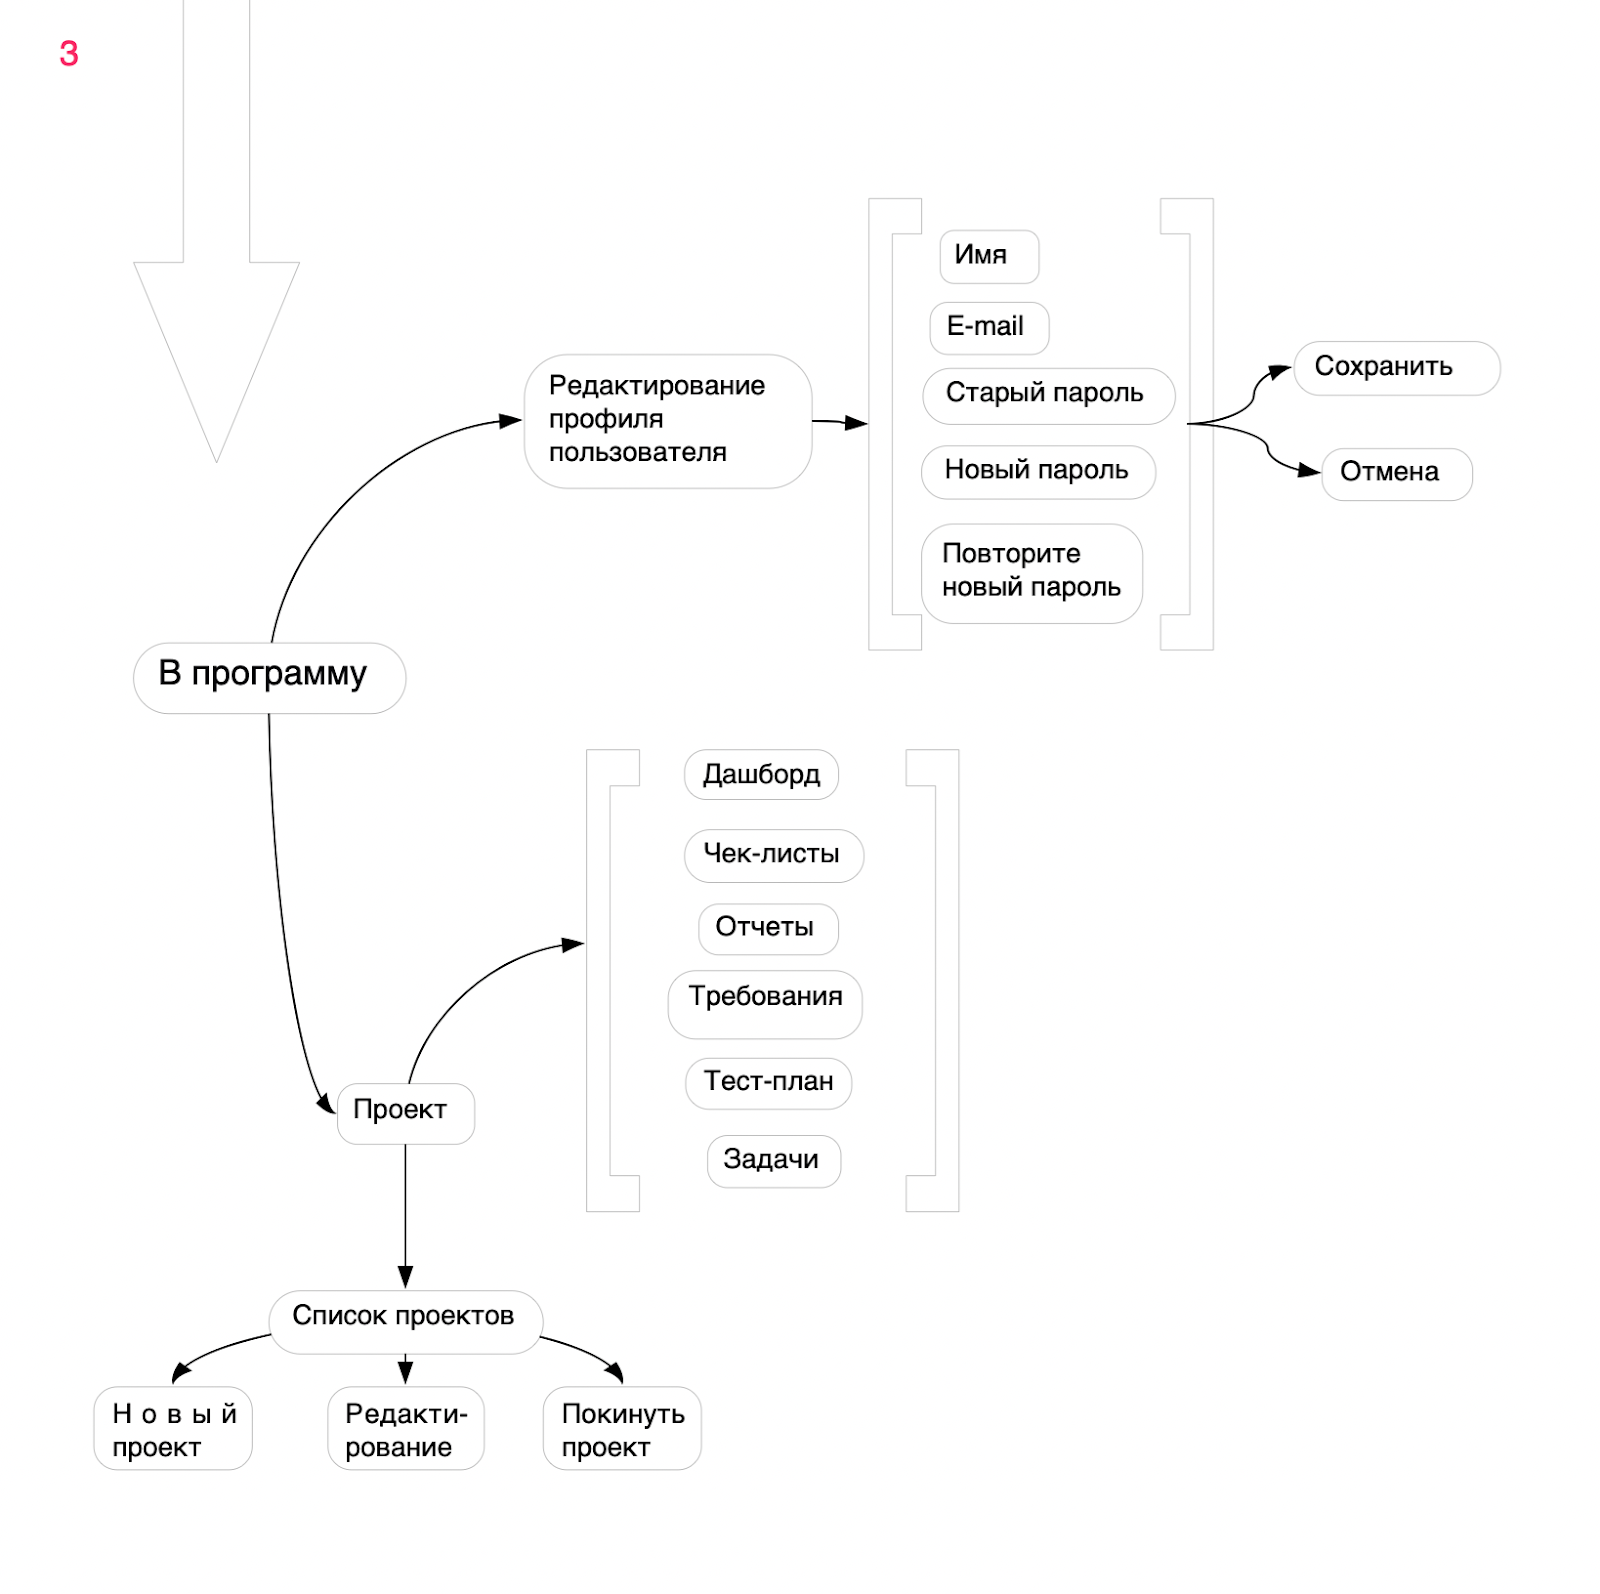 3
Имя
E-mail
Сохранить
Редактирование
профиля
пользователя
Старый пароль
Новый пароль
Отмена
Повторите
новый пароль
В программу
Дашборд
Чек-листы
Отчеты
Требования
Тест-план
Проект
Задачи
Список проектов
Новый
проект
Редакти-
рование
Покинуть
проект